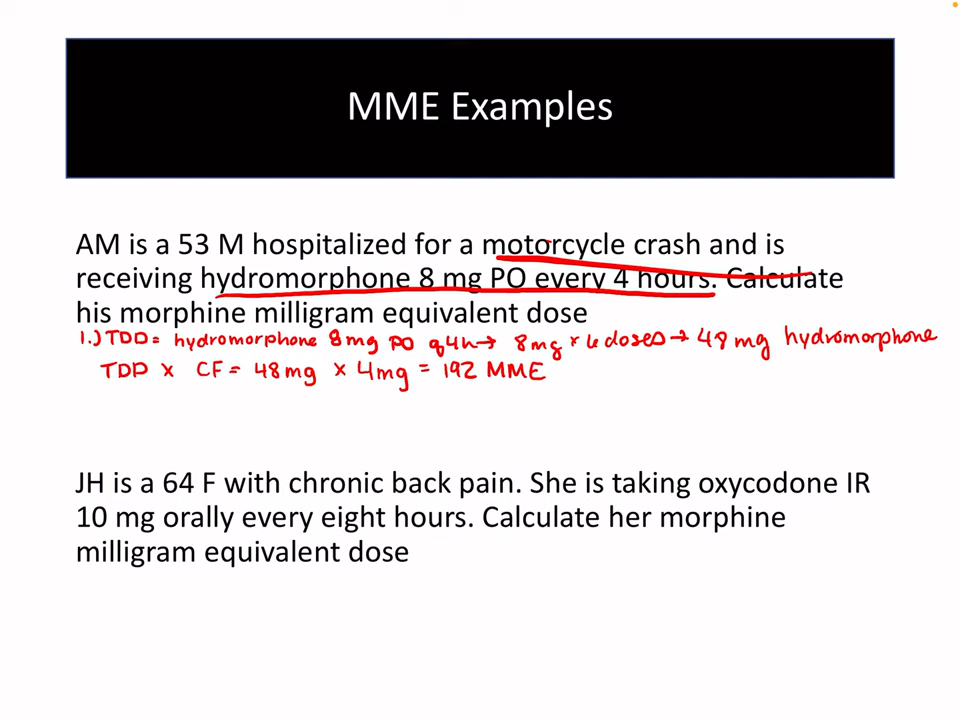 MME Examples
AM is a 53 M hospitalized for a motorcycle crash and is
receiving hydromorphone 8 mg PO every 4 hours. Calculate
his morphine milligram equivalent dose
1.) TDD = hydromorphone 8mg PO q4h → 8mg × 6 doses → 48 mg hydromorphone
TDD × CF = 48mg × 4mg = 192 MME
JH is a 64 F with chronic back pain. She is taking oxycodone IR
10 mg orally every eight hours. Calculate her morphine
milligram equivalent dose